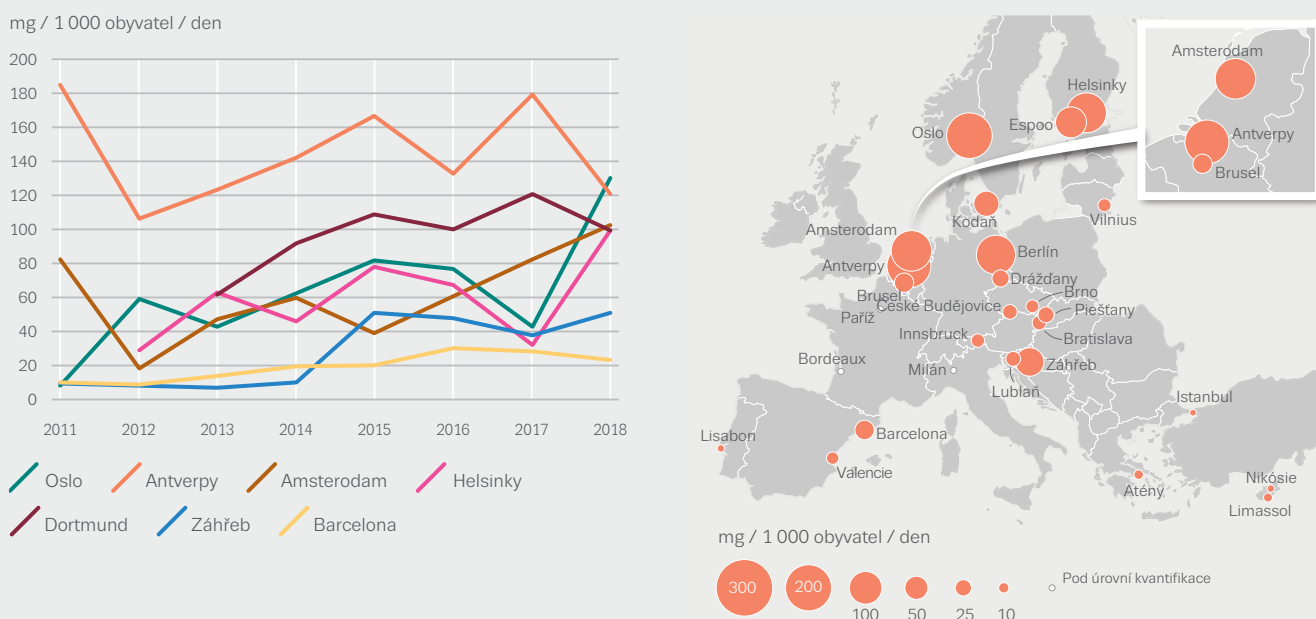 mg / 1 000 obyvatel / den
200
180
160
140
120
100
80
60
40
20
0
2011 2012 2013 2014 2015 2016 2017 2018
Oslo Antverpy Amsterodam Helsinky
Dortmund Záhřeb Barcelona
Amsterodam
Antverpy
Brusel
Helsinky
Espoo
Oslo
Vilnius
Kodaň
Amsterodam
Berlín
Antverpy
Drážďany
Brusel
Brno
České Budějovice
Piešťany
Paříž
Innsbruck
Bratislava
Bordeaux
Milán
Záhřeb
Lublaň
Istanbul
Lisabon
Barcelona
Valencie
Atény
Nikósie
Limassol
mg / 1 000 obyvatel / den
300 200 100 50 25 10 Pod úrovní kvantifikace